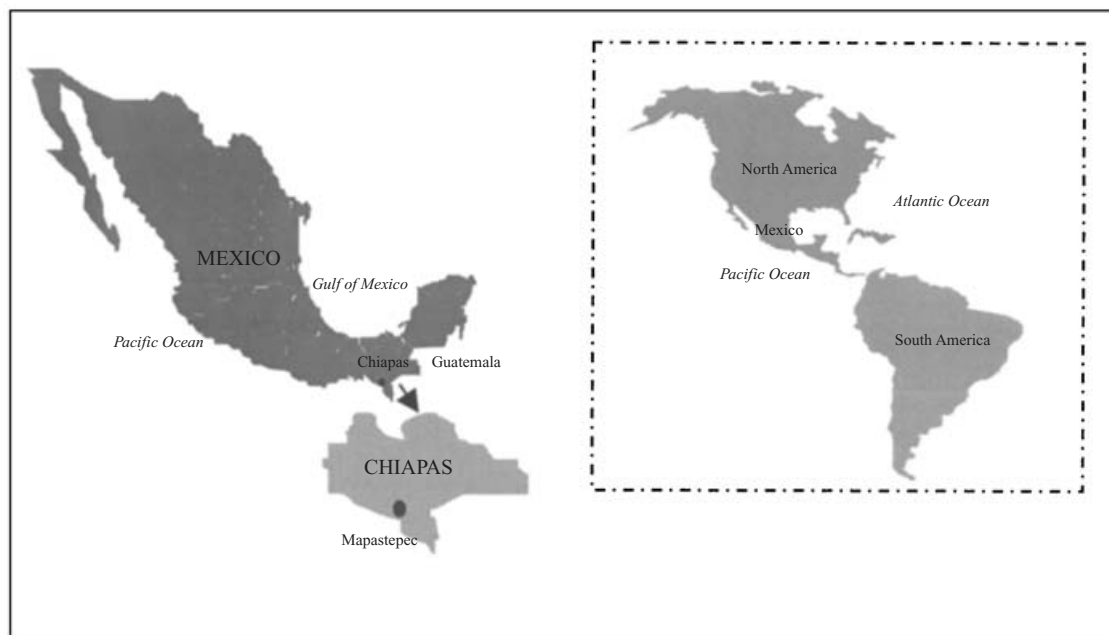 MEXICO
Gulf of Mexico
Pacific Ocean
Chiapas
Guatemala
CHIAPAS
Mapastepec
North America
Atlantic Ocean
Mexico
Pacific Ocean
South America